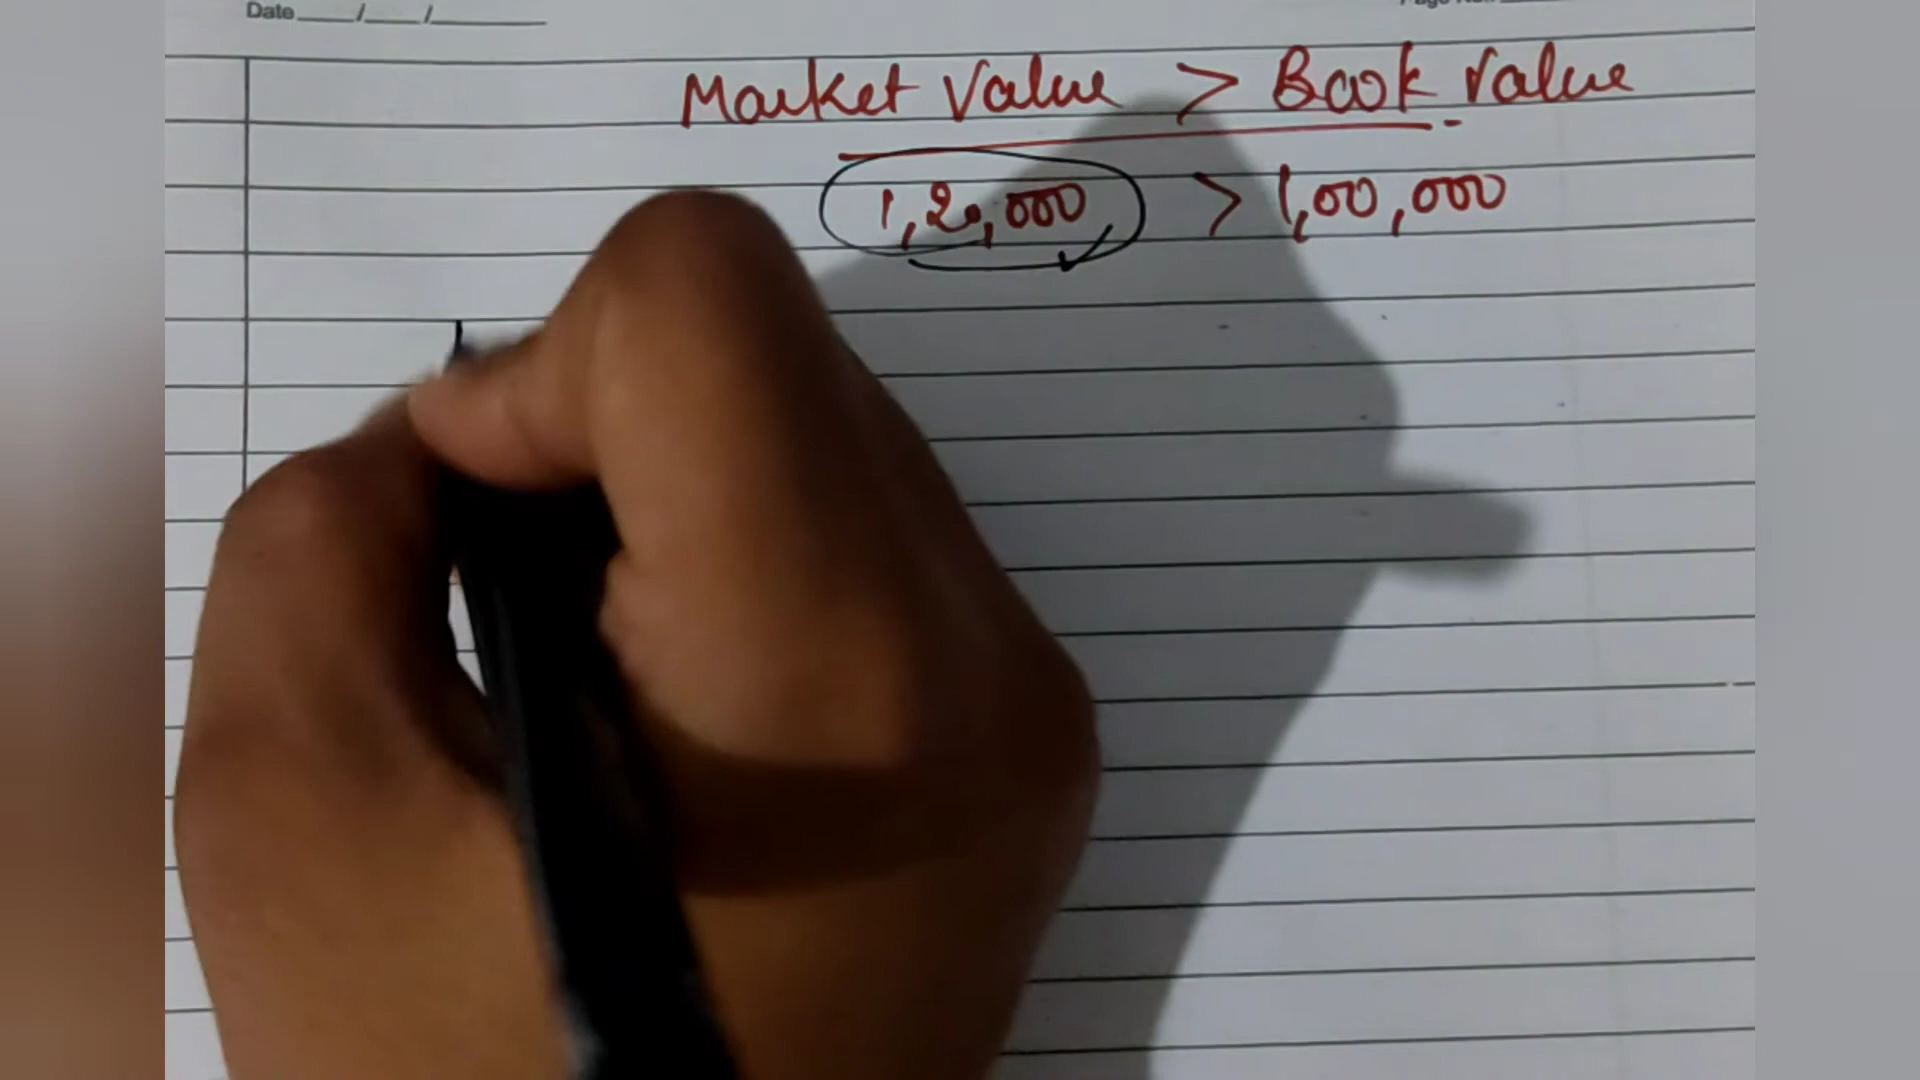 Date
Market Value > Book Value
1,20,000 > 1,00,000